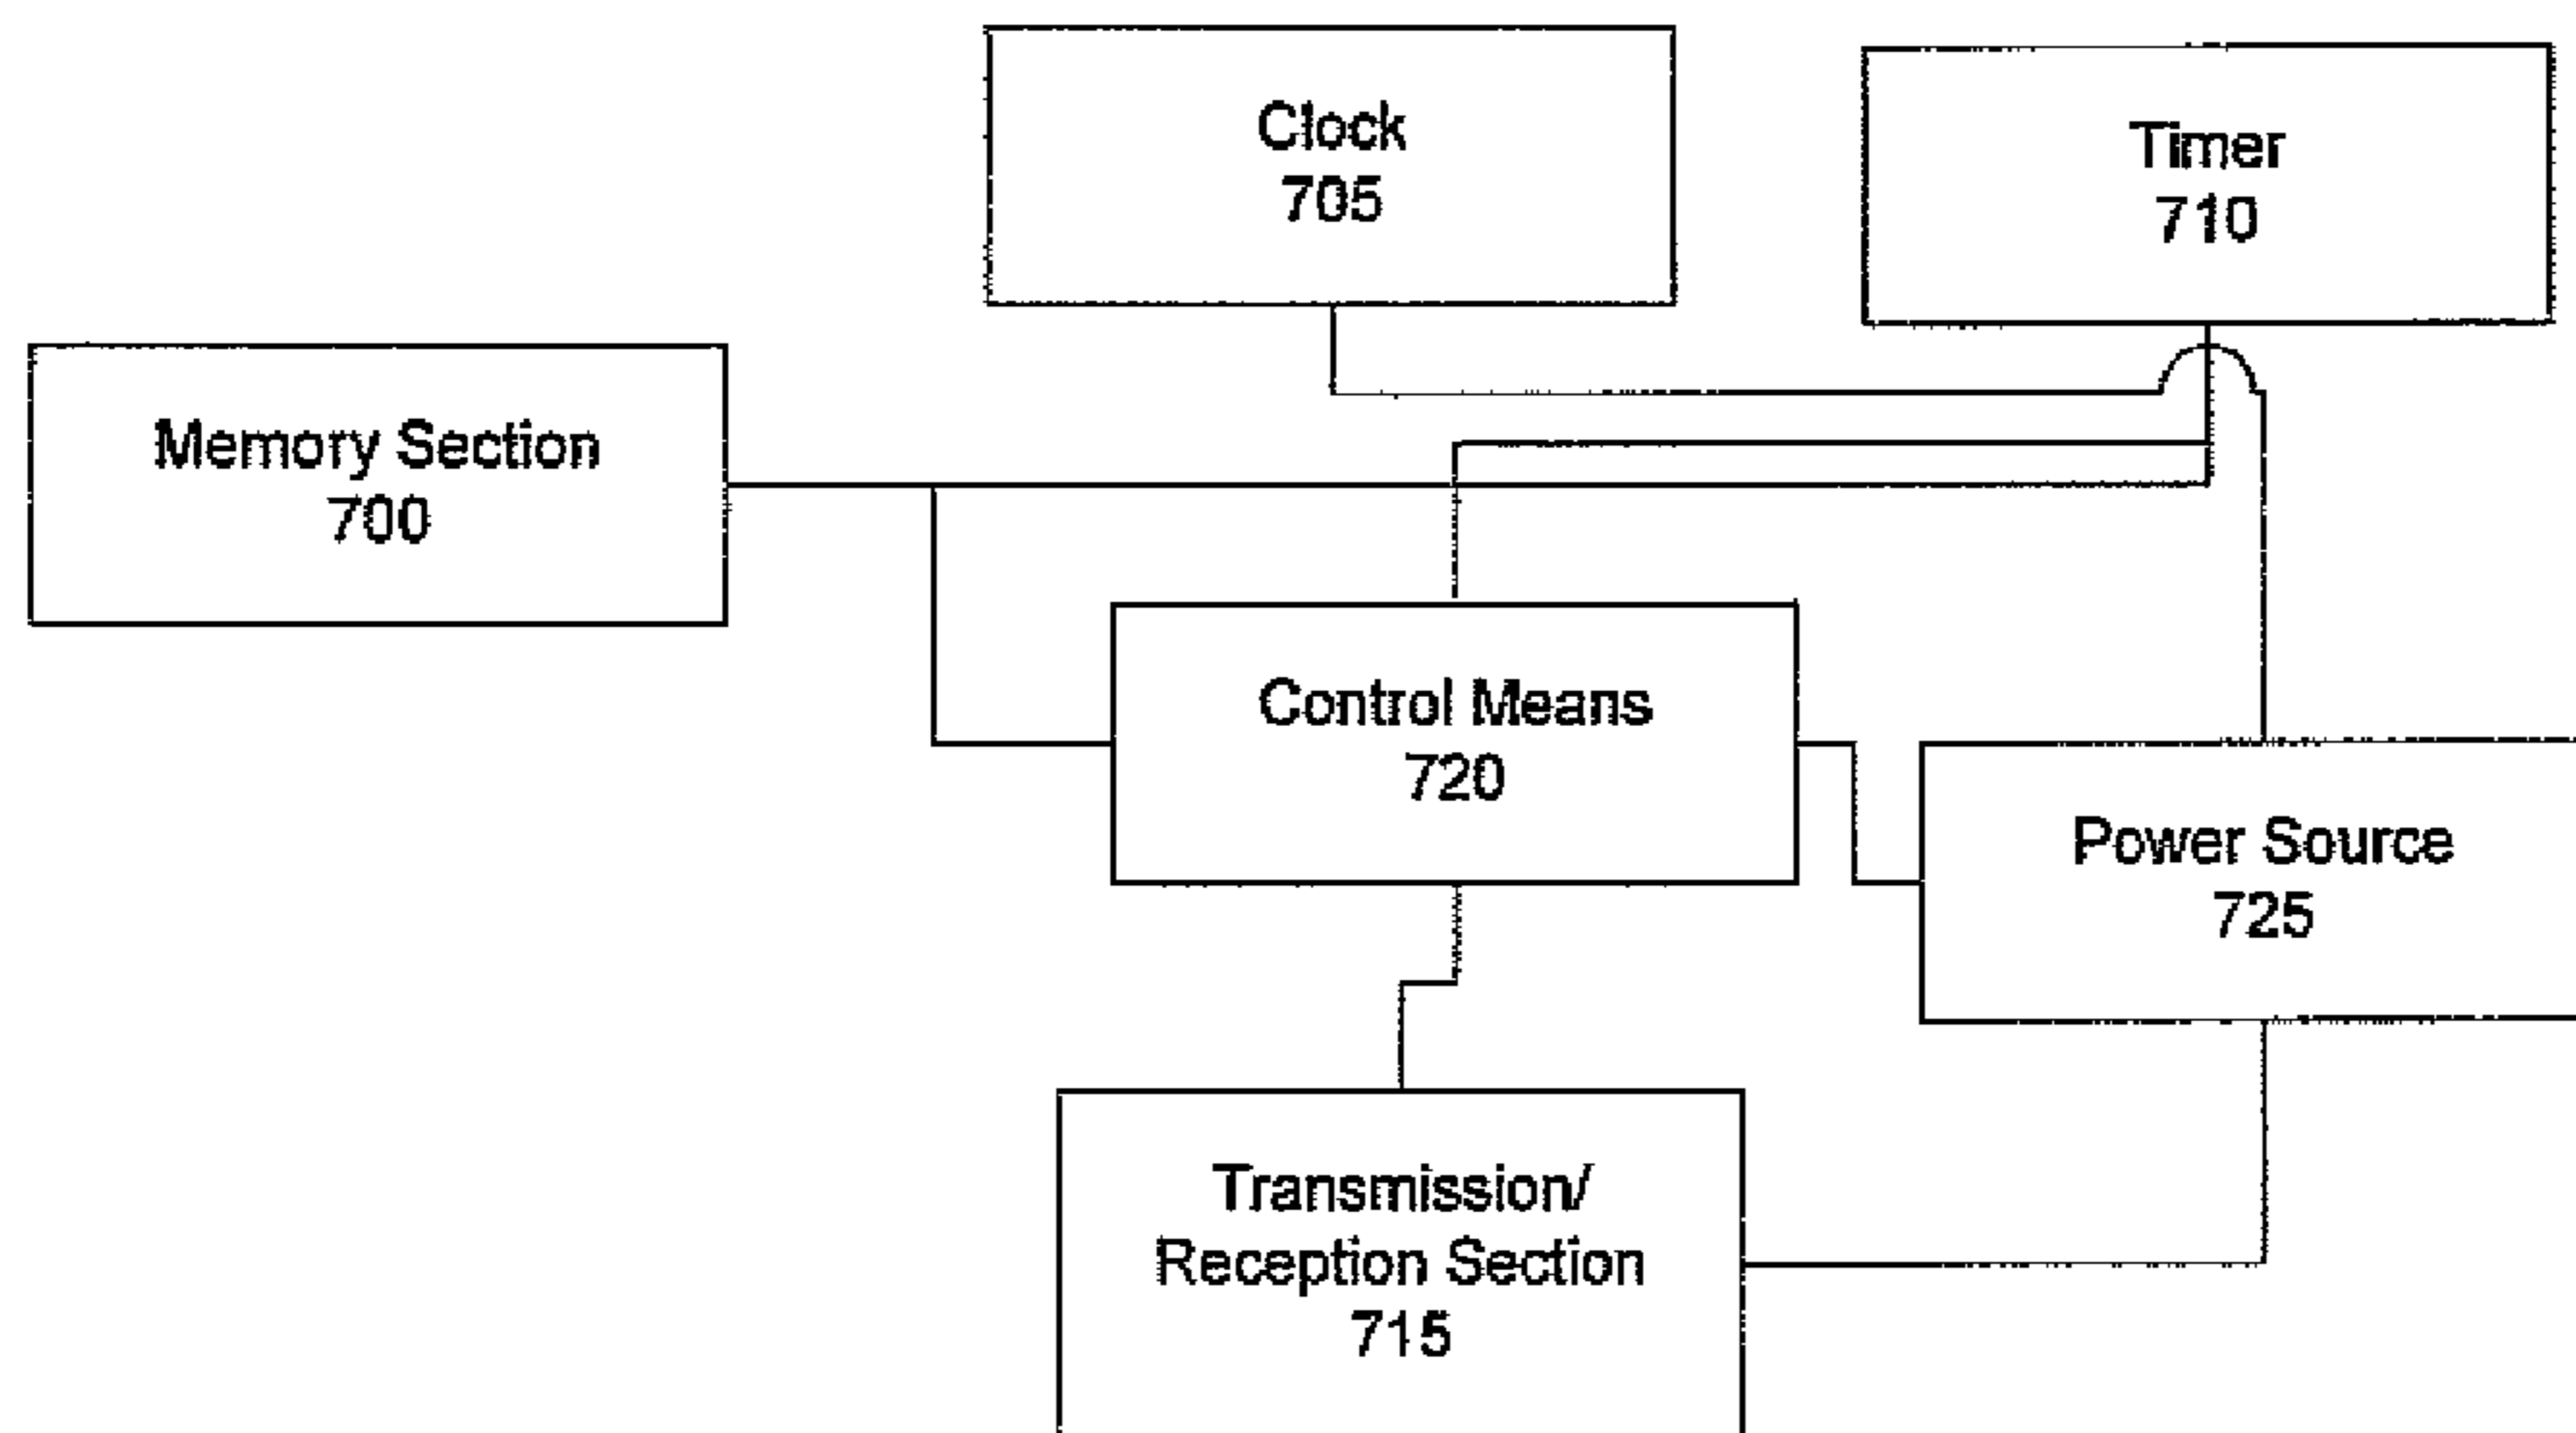 Clock
705
Timer
710
Memory Section
700
Control Means
720
Power Source
725
Transmission/
Reception Section
715